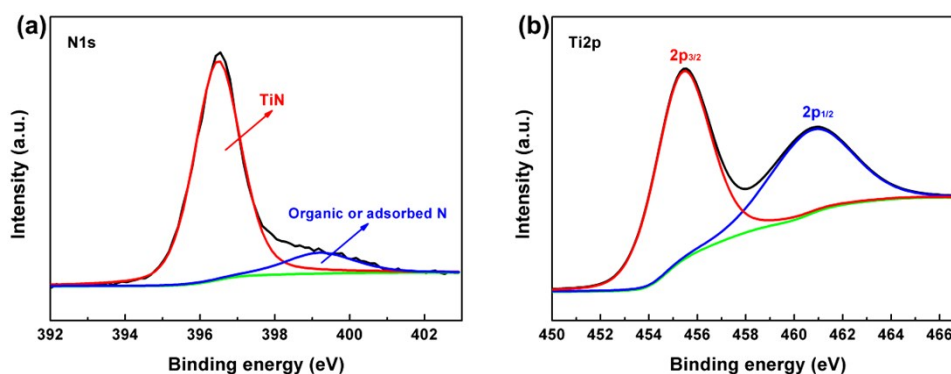 (a)
N1s
TiN
Organic or adsorbed N
Intensity (a.u.)
392 394 396 398 400 402
Binding energy (eV)
(b)
Ti2p
2p3/2
2p1/2
Intensity (a.u.)
450 452 454 456 458 460 462 464 466
Binding energy (eV)